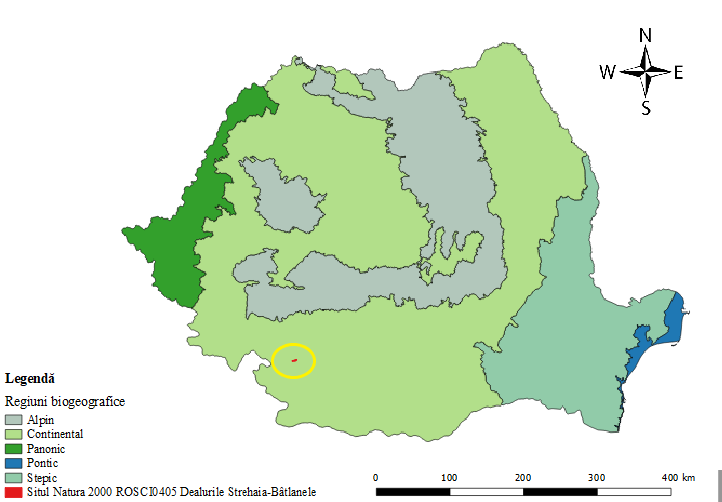 N
W E
S
Legendă
Regiuni biogeografice
Alpin
Continental
Panonic
Pontic
Stepic
Situl Natura 2000 ROSCI0405 Dealurile Strehaia-Bâtlanele
0 100 200 300 400 km